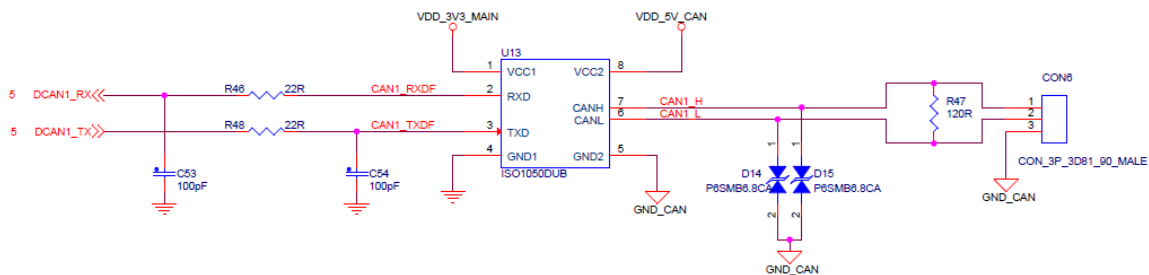 VDD_3V3_MAIN
VDD_5V_CAN
U13
1
VCC1
VCC2
8
CON6
5
DCAN1_RX
R46
22R
CAN1_RXDF
2
RXD
CANH
7
CAN1_H
R47
120R
1
5
DCAN1_TX
R48
22R
CAN1_TXDF
3
TXD
CANL
6
CAN1_L
2
3
4
GND1
GND2
5
ISO1050DUB
CON_3P_3D81_90_MALE
C53
100pF
C54
100pF
1
1
D14
P6SMB6.8CA
D15
P6SMB6.8CA
2
2
GND_CAN
GND_CAN
GND_CAN